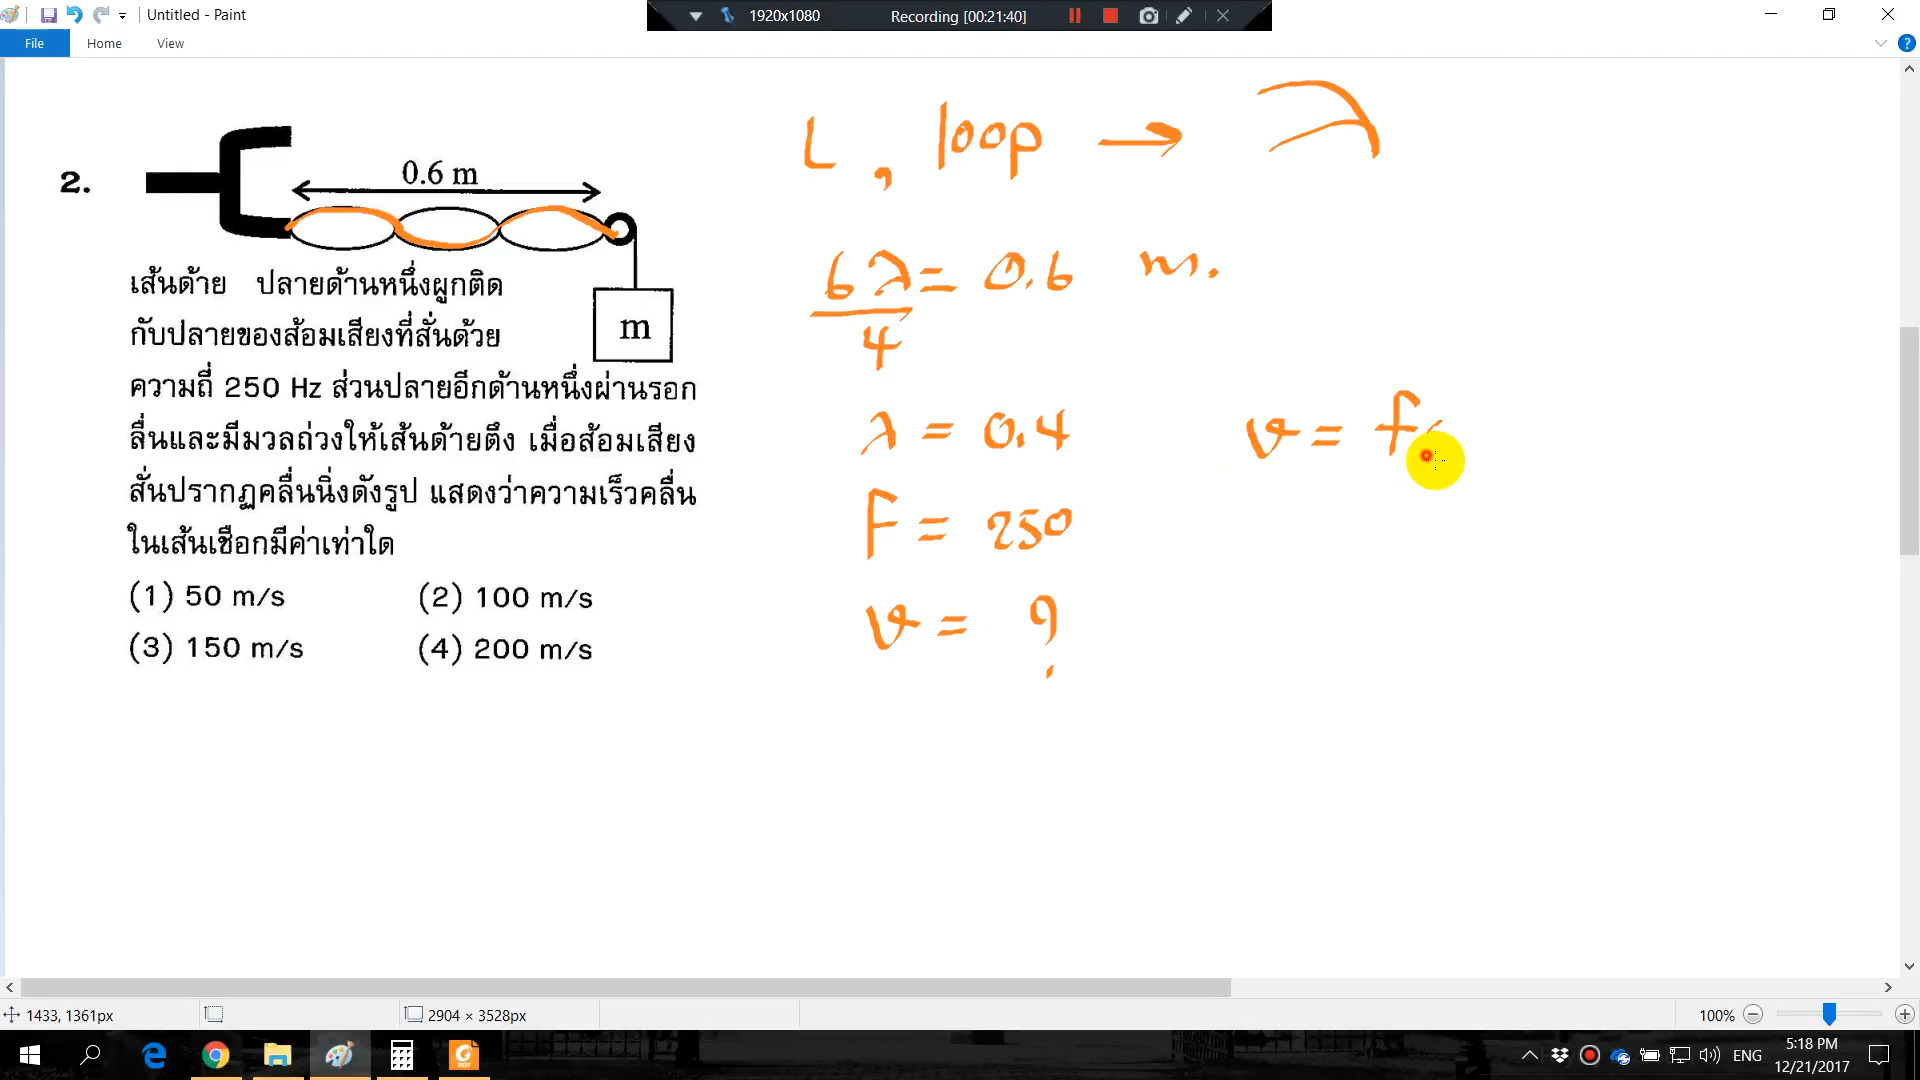 Untitled - Paint
1920x1080
Recording [00:21:40]
File Home View
2.
0.6 m
m
เส้นด้าย ปลายด้านหนึ่งผูกติด
กับปลายของส้อมเสียงที่สั่นด้วย
ความถี่ 250 Hz ส่วนปลายอีกด้านหนึ่งผ่านรอก
ลื่นและมีมวลถ่วงให้เส้นด้ายตึง เมื่อส้อมเสียง
สั่นปรากฏคลื่นนิ่งดังรูป แสดงว่าความเร็วคลื่น
ในเส้นเชือกมีค่าเท่าใด
(1) 50 m/s (2) 100 m/s
(3) 150 m/s (4) 200 m/s
L , loop → λ
6λ/4 = 0.6 m.
λ = 0.4
F = 250
v = ?
v = f
1433, 1361px
2904 × 3528px
100%
ENG
5:18 PM
12/21/2017